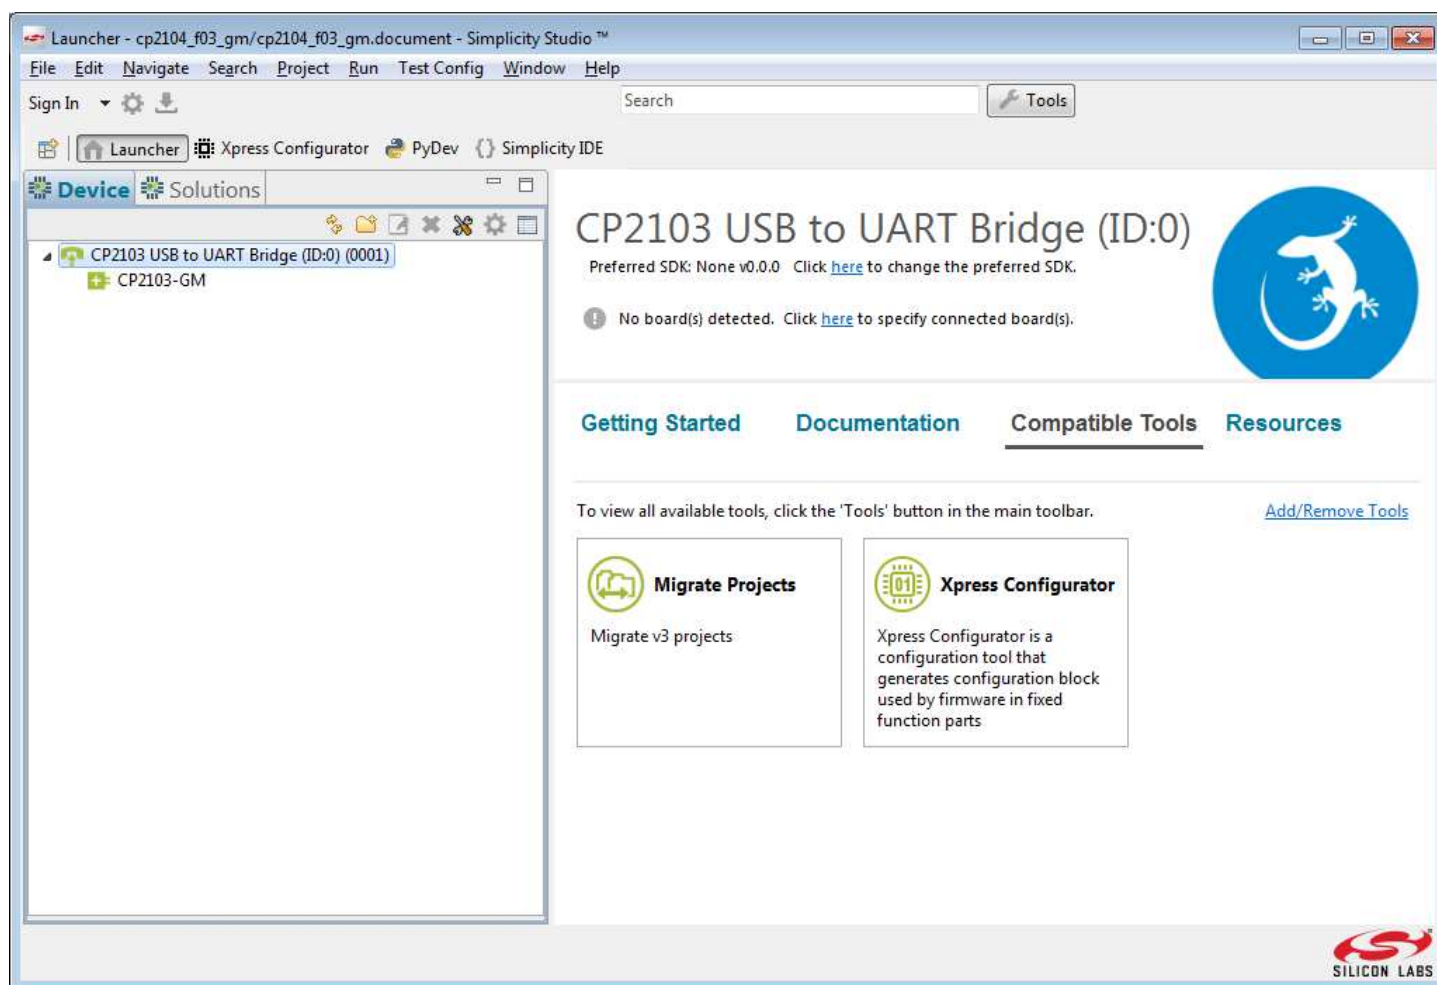 Launcher - cp2104_f03_gm/cp2104_f03_gm.document - Simplicity Studio ™
File Edit Navigate Search Project Run Test Config Window Help
Sign In Search Tools
Launcher Xpress Configurator PyDev {} Simplicity IDE
Device Solutions
CP2103 USB to UART Bridge (ID:0) (0001)
CP2103-GM
CP2103 USB to UART Bridge (ID:0)
Preferred SDK: None v0.0.0 Click here to change the preferred SDK.
No board(s) detected. Click here to specify connected board(s).
Getting Started Documentation Compatible Tools Resources
To view all available tools, click the 'Tools' button in the main toolbar. Add/Remove Tools
Migrate Projects
Migrate v3 projects
01 Xpress Configurator
Xpress Configurator is a
configuration tool that
generates configuration block
used by firmware in fixed
function parts
SILICON LABS